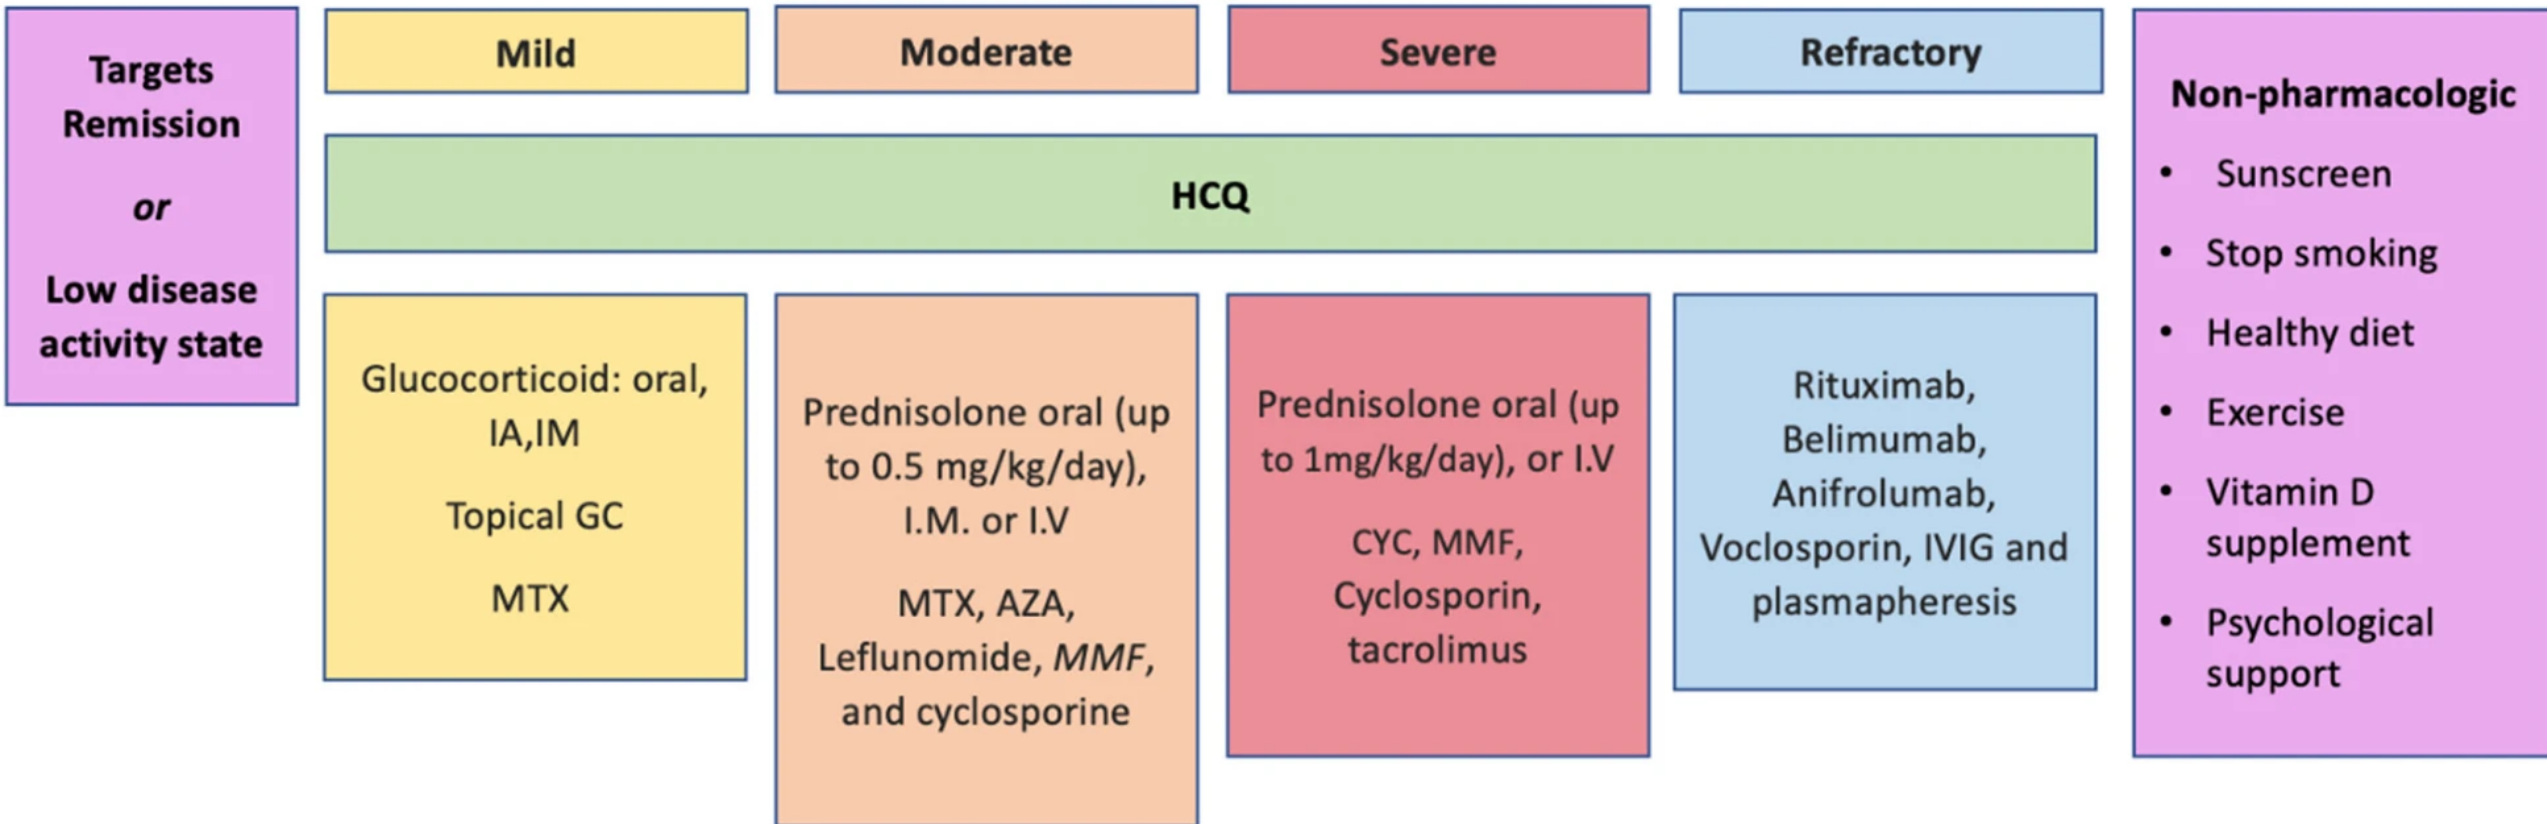 Targets
Remission
or
Low disease
activity state
Mild
Moderate
Severe
Refractory
HCQ
Glucocorticoid: oral,
IA,IM
Topical GC
MTX
Prednisolone oral (up
to 0.5 mg/kg/day),
I.M. or I.V
MTX, AZA,
Leflunomide, MMF,
and cyclosporine
Prednisolone oral (up
to 1mg/kg/day), or I.V
CYC, MMF,
Cyclosporin,
tacrolimus
Rituximab,
Belimumab,
Anifrolumab,
Voclosporin, IVIG and
plasmapheresis
Non-pharmacologic
• Sunscreen
• Stop smoking
• Healthy diet
• Exercise
• Vitamin D
supplement
• Psychological
support